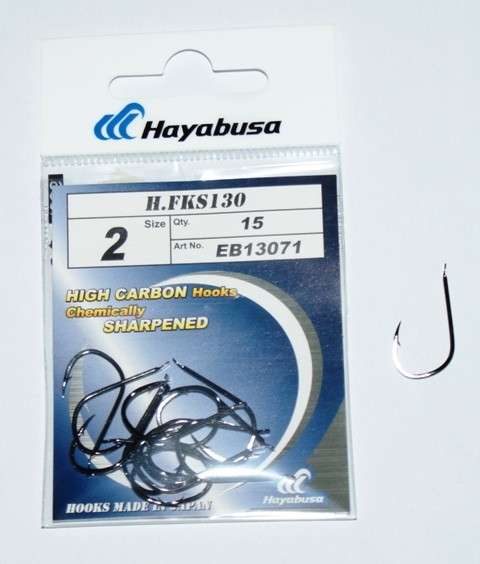 Hayabusa
H.FKS130
2 Size Qty. 15
Art No. EB13071
HIGH CARBON Hooks
Chemically
SHARPENED
Hayabusa
HOOKS MADE IN JAPAN